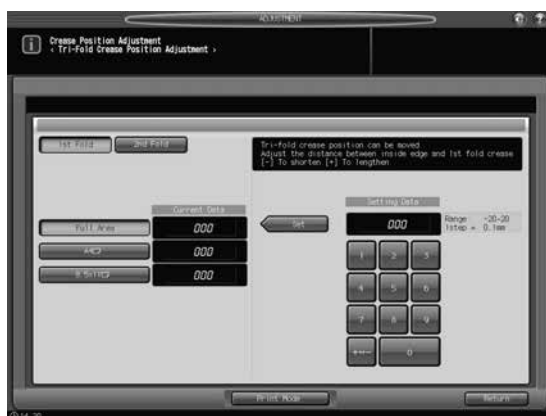 ADJUSTMENT
Crease Position Adjustment
< Tri-Fold Crease Position Adjustment >
1st Fold
2nd Fold
Tri-fold crease position can be moved
Adjust the distance between inside edge and 1st fold crease
[-] To shorten [+] To lengthen
Current Data
Setting Data
Full Area
000
Set
000
Range -20-20
1step = 0.1mm
A4
000
8.5x11
000
1 2 3
4 5 6
7 8 9
0
Print Mode
Return